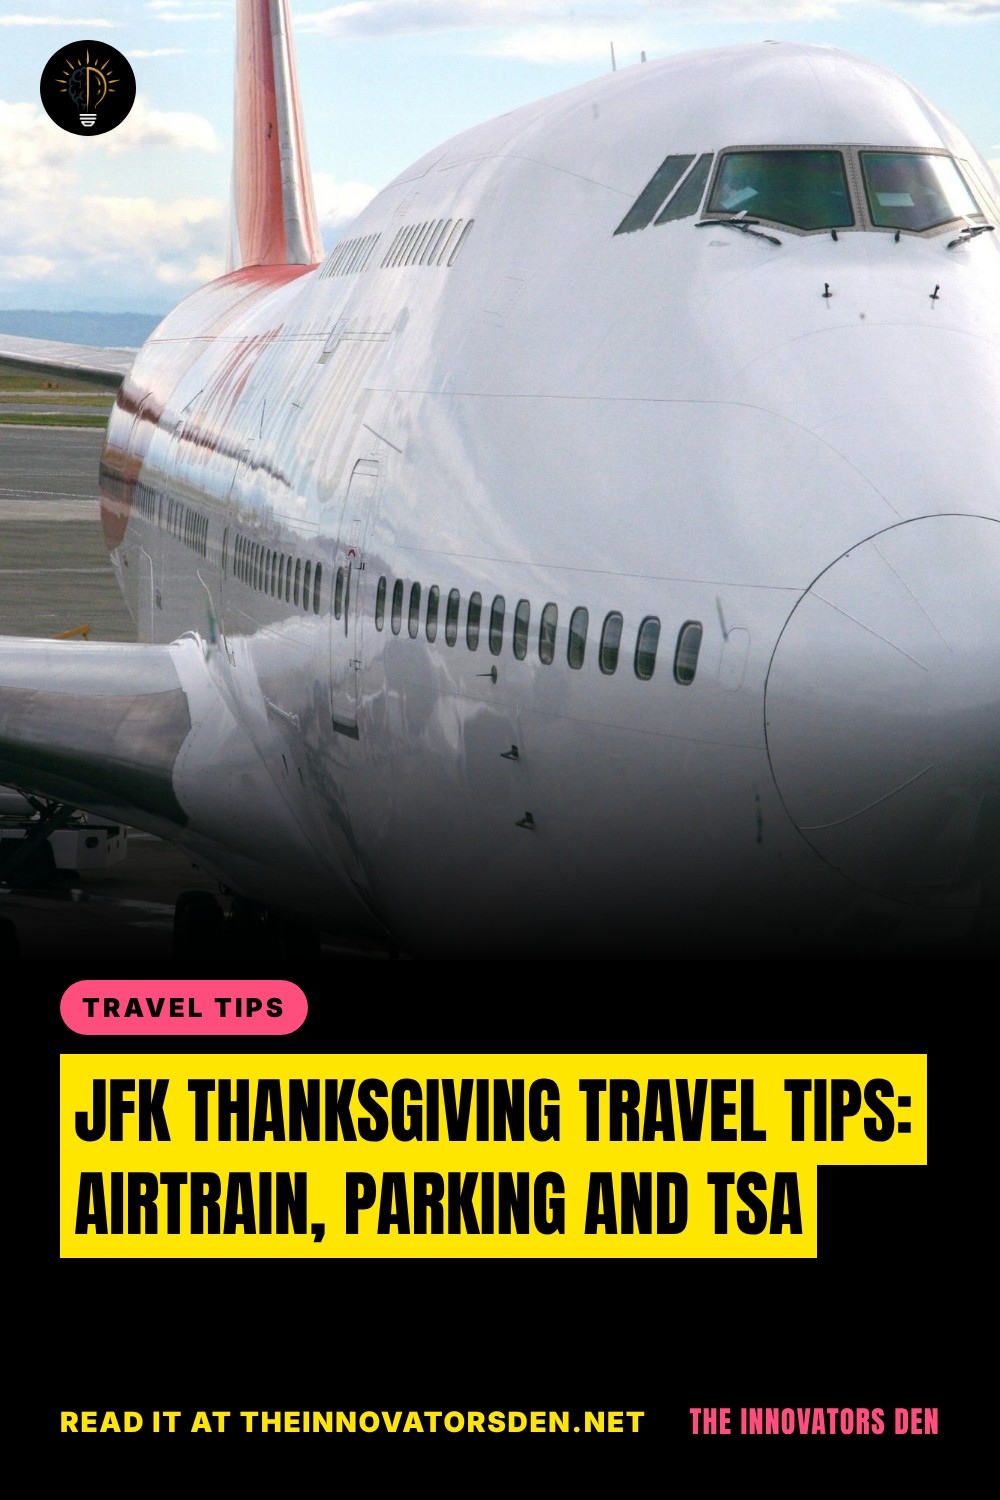 TRAVEL TIPS
JFK THANKSGIVING TRAVEL TIPS:
AIRTRAIN, PARKING AND TSA
READ IT AT THEINNOVATORSDEN.NET
THE INNOVATORS DEN